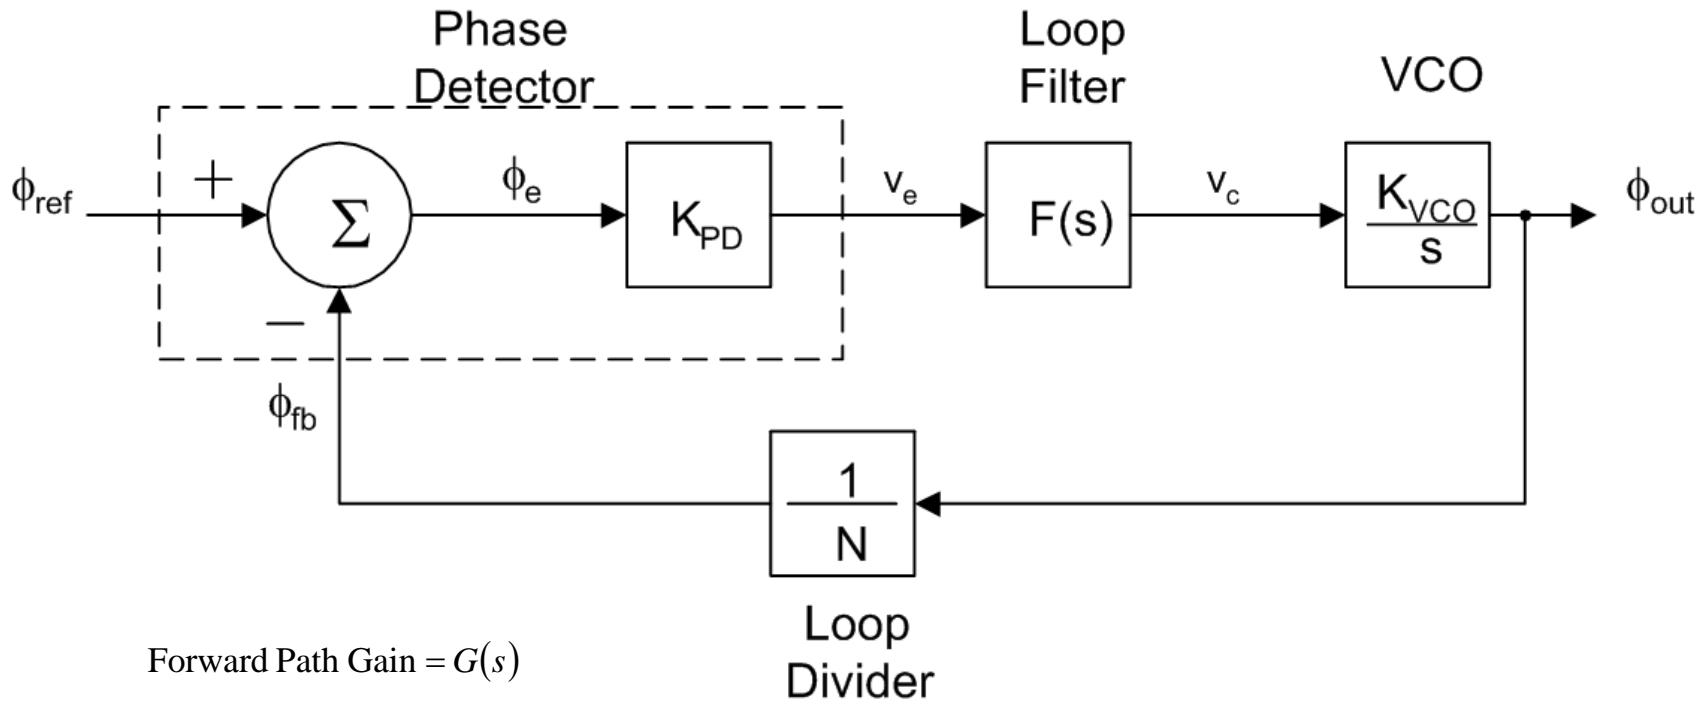 Phase
Detector
Loop
Filter
VCO
ϕref
+
Σ
ϕe
KPD
ve
F(s)
vc
KVCO
s
ϕout
−
ϕfb
1
N
Loop
Divider
Forward Path Gain = G(s)